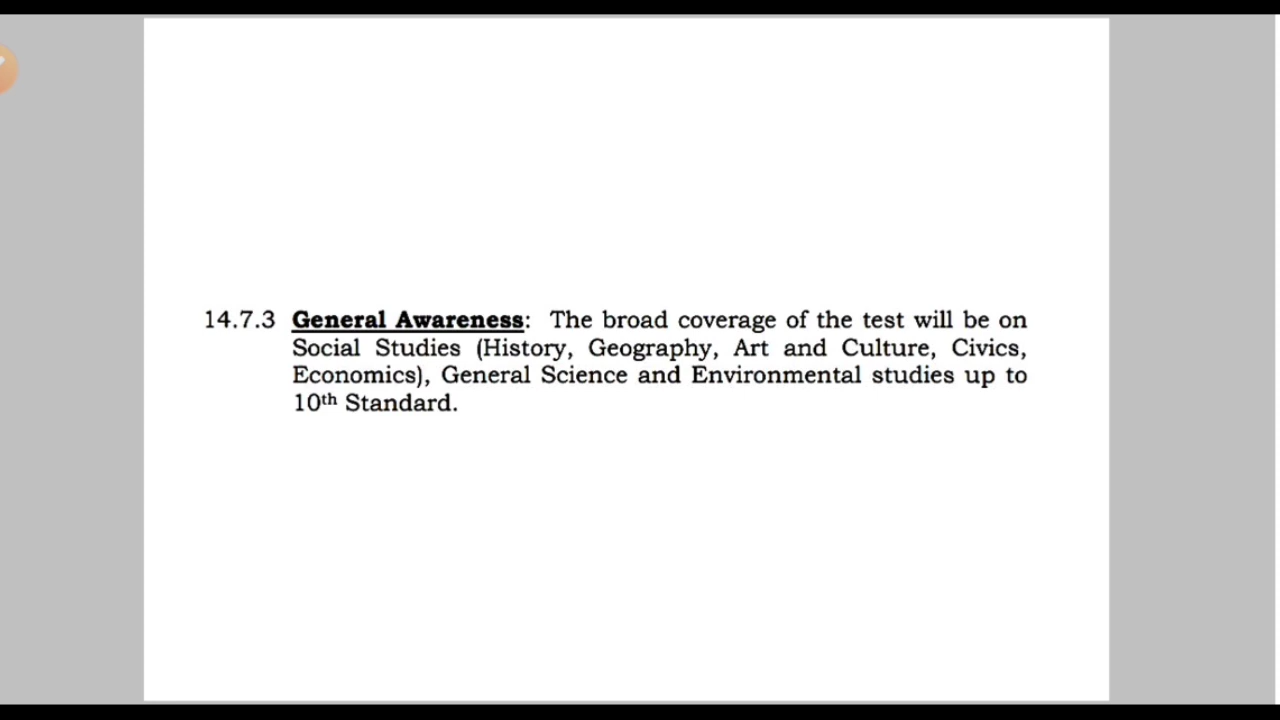 14.7.3 General Awareness: The broad coverage of the test will be on
Social Studies (History, Geography, Art and Culture, Civics,
Economics), General Science and Environmental studies up to
10th Standard.